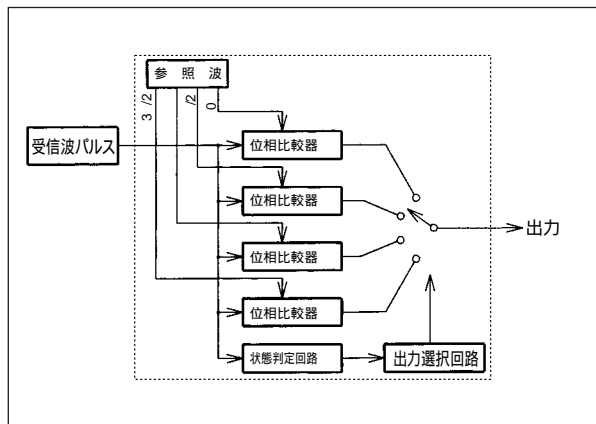 参照波
3 /2
/2
0
受信波パルス
位相比較器
位相比較器
位相比較器
位相比較器
状態判定回路
出力選択回路
出力